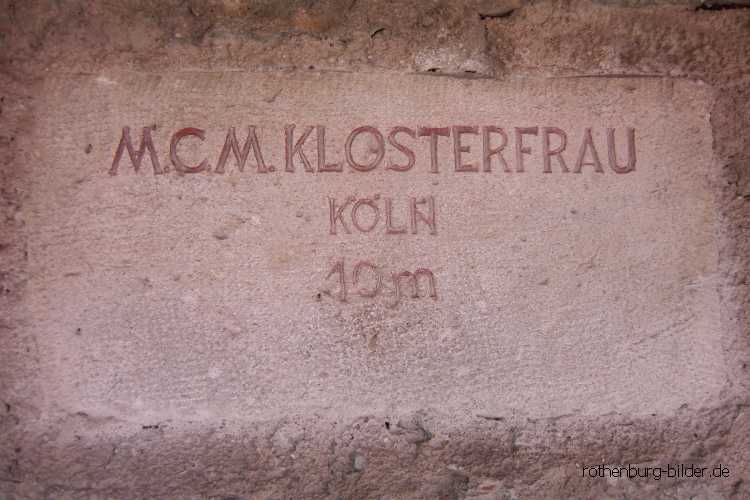 M.C.M. KLOSTERFRAU
KÖLN
10 m
rothenburg-bilder.de